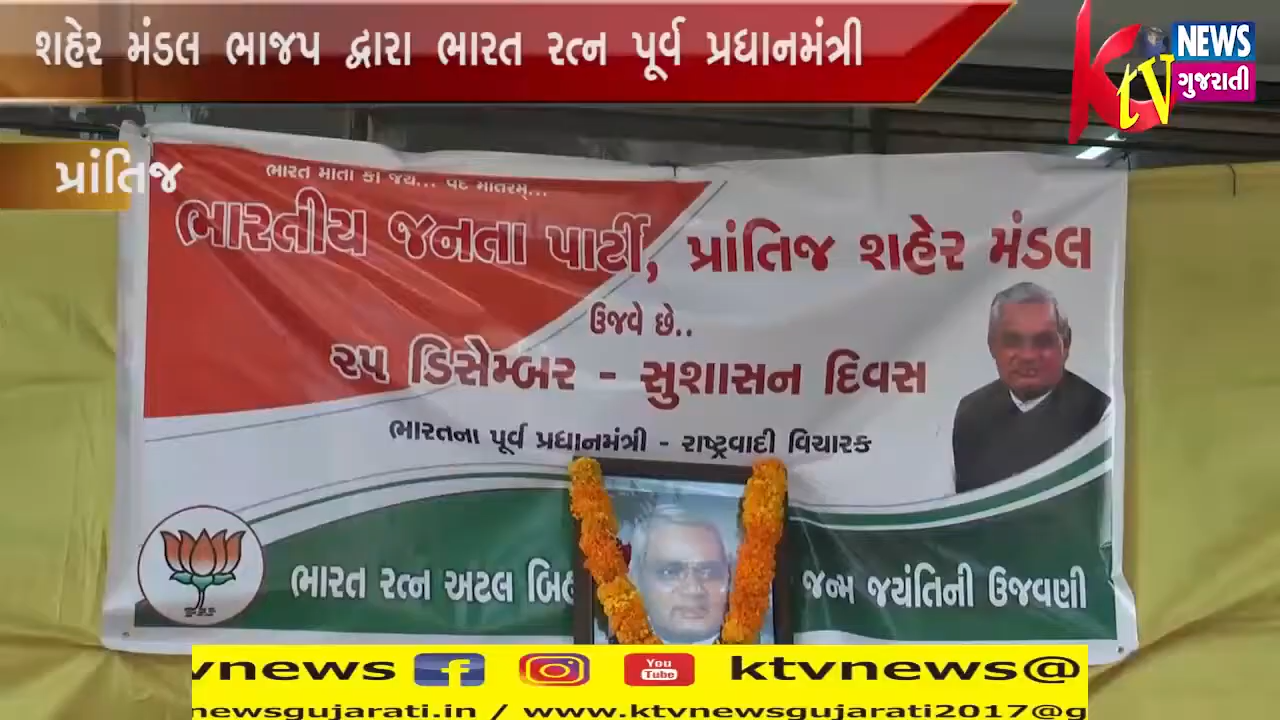 શહેર મંડલ ભાજપ દ્વારા ભારત રત્ન પૂર્વ પ્રધાનમંત્રી
KTV NEWS
ગુજરાતી
પ્રાંતિજ
ભારત માતા કી જય... વંદે માતરમ્...
ભારતીય જનતા પાર્ટી, પ્રાંતિજ શહેર મંડલ
ઉજવે છે..
૨૫ ડિસેમ્બર - સુશાસન દિવસ
ભારતના પૂર્વ પ્રધાનમંત્રી - રાષ્ટ્રવાદી વિચારક
ભારત રત્ન અટલ જન્મ જયંતિની ઉજવણી
tvnews You Tube ktvnews@
newsgujarati.in / www.ktvnewsgujarati2017@g